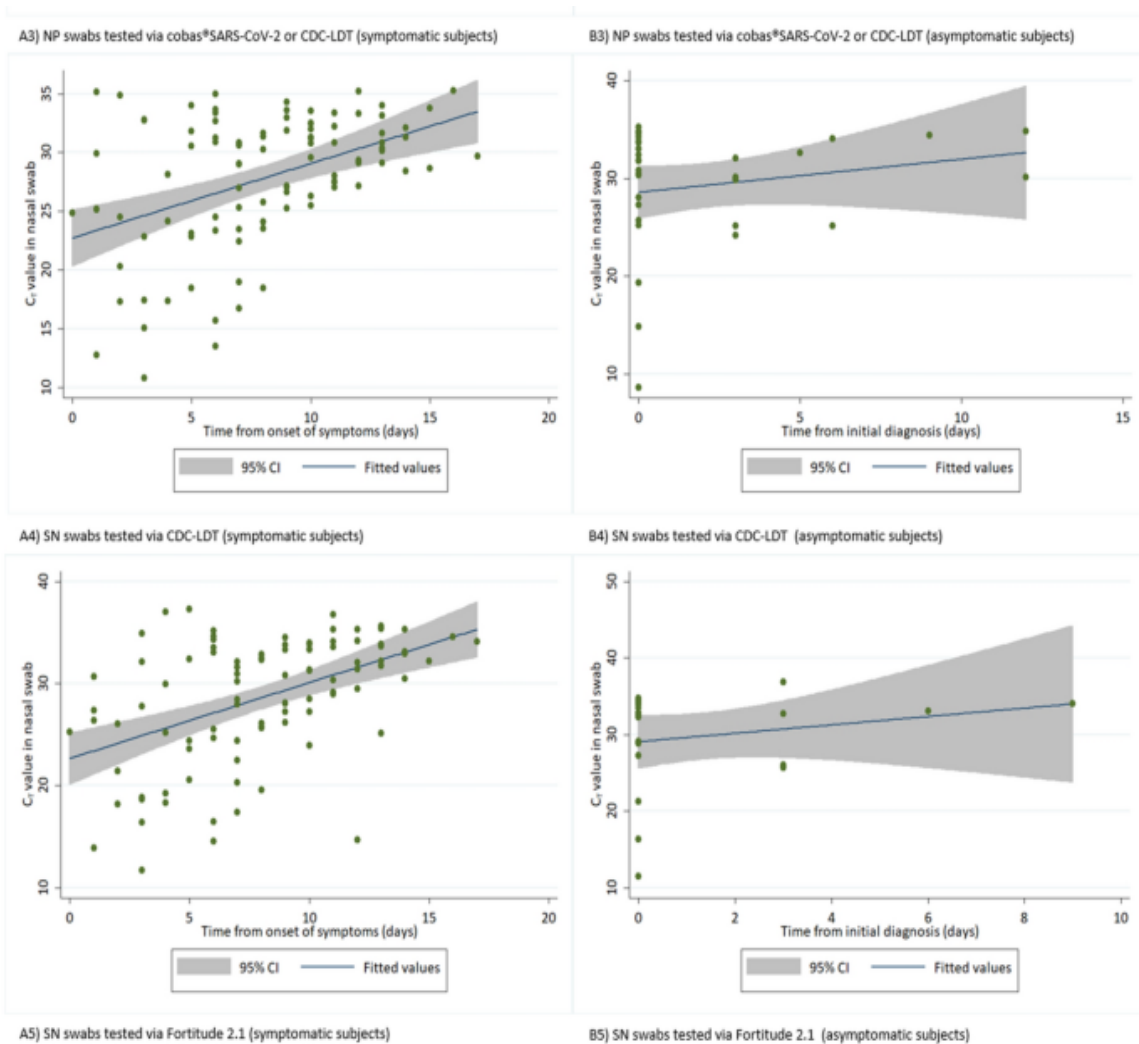 A3) NP swabs tested via cobas®SARS-CoV-2 or CDC-LDT (symptomatic subjects)
C_T value in nasal swab
35
30
25
20
15
10
0 5 10 15 20
Time from onset of symptoms (days)
95% CI Fitted values
B3) NP swabs tested via cobas®SARS-CoV-2 or CDC-LDT (asymptomatic subjects)
C_T value in nasal swab
40
30
20
10
0 5 10 15
Time from initial diagnosis (days)
95% CI Fitted values
A4) SN swabs tested via CDC-LDT (symptomatic subjects)
C_T value in nasal swab
40
30
20
10
0 5 10 15 20
Time from onset of symptoms (days)
95% CI Fitted values
B4) SN swabs tested via CDC-LDT (asymptomatic subjects)
C_T value in nasal swab
50
40
30
20
10
0 2 4 6 8 10
Time from initial diagnosis (days)
95% CI Fitted values
A5) SN swabs tested via Fortitude 2.1 (symptomatic subjects)
B5) SN swabs tested via Fortitude 2.1 (asymptomatic subjects)